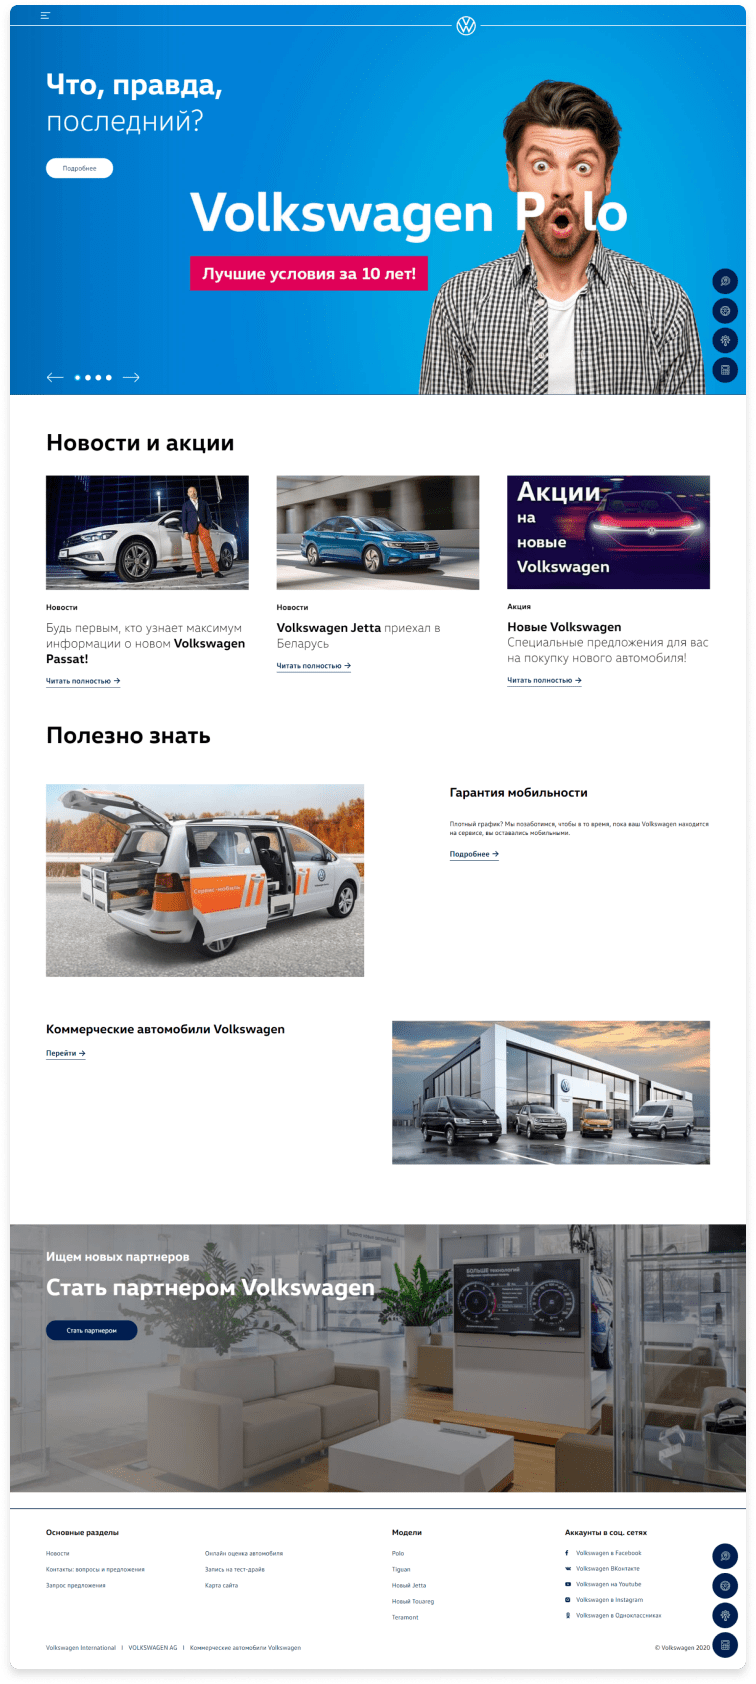 Что, правда,
последний?
Подробнее
Volkswagen Polo
Лучшие условия за 10 лет!
Новости и акции
Акции
на
новые
Volkswagen
Новости
Будь первым, кто узнает максимум
информации о новом Volkswagen
Passat!
Читать полностью →
Новости
Volkswagen Jetta приехал в
Беларусь
Читать полностью →
Акция
Новые Volkswagen
Специальные предложения для вас
на покупку нового автомобиля!
Читать полностью →
Полезно знать
Сервис-мобиль
Гарантия мобильности
Плотный график? Мы позаботимся, чтобы в то время, пока ваш Volkswagen находится
на сервисе, вы оставались мобильными.
Подробнее →
Коммерческие автомобили Volkswagen
Перейти →
Ищем новых партнеров
Стать партнером Volkswagen
Стать партнером
БОЛЬШЕ технологий
Основные разделы
Новости
Контакты: вопросы и предложения
Запрос предложения
Онлайн оценка автомобиля
Запись на тест-драйв
Карта сайта
Модели
Polo
Tiguan
Новый Jetta
Новый Touareg
Teramont
Аккаунты в соц. сетях
Volkswagen в Facebook
Volkswagen ВКонтакте
Volkswagen на Youtube
Volkswagen в Instagram
Volkswagen в Одноклассниках
Volkswagen International | VOLKSWAGEN AG | Коммерческие автомобили Volkswagen
© Volkswagen 2020